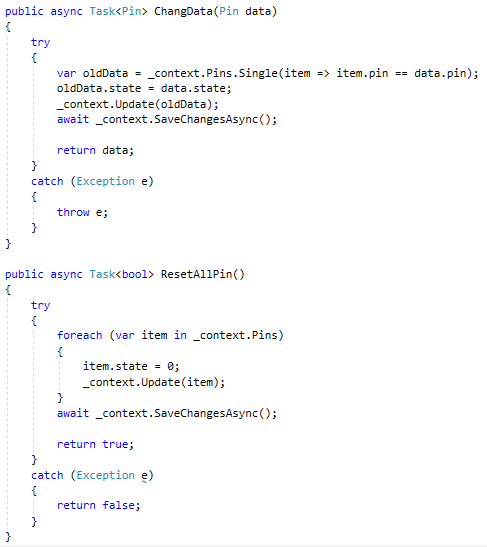 public async Task<Pin> ChangData(Pin data)
{
try
{
var oldData = _context.Pins.Single(item => item.pin == data.pin);
oldData.state = data.state;
_context.Update(oldData);
await _context.SaveChangesAsync();
return data;
}
catch (Exception e)
{
throw e;
}
}
public async Task<bool> ResetAllPin()
{
try
{
foreach (var item in _context.Pins)
{
item.state = 0;
_context.Update(item);
}
await _context.SaveChangesAsync();
return true;
}
catch (Exception e)
{
return false;
}
}